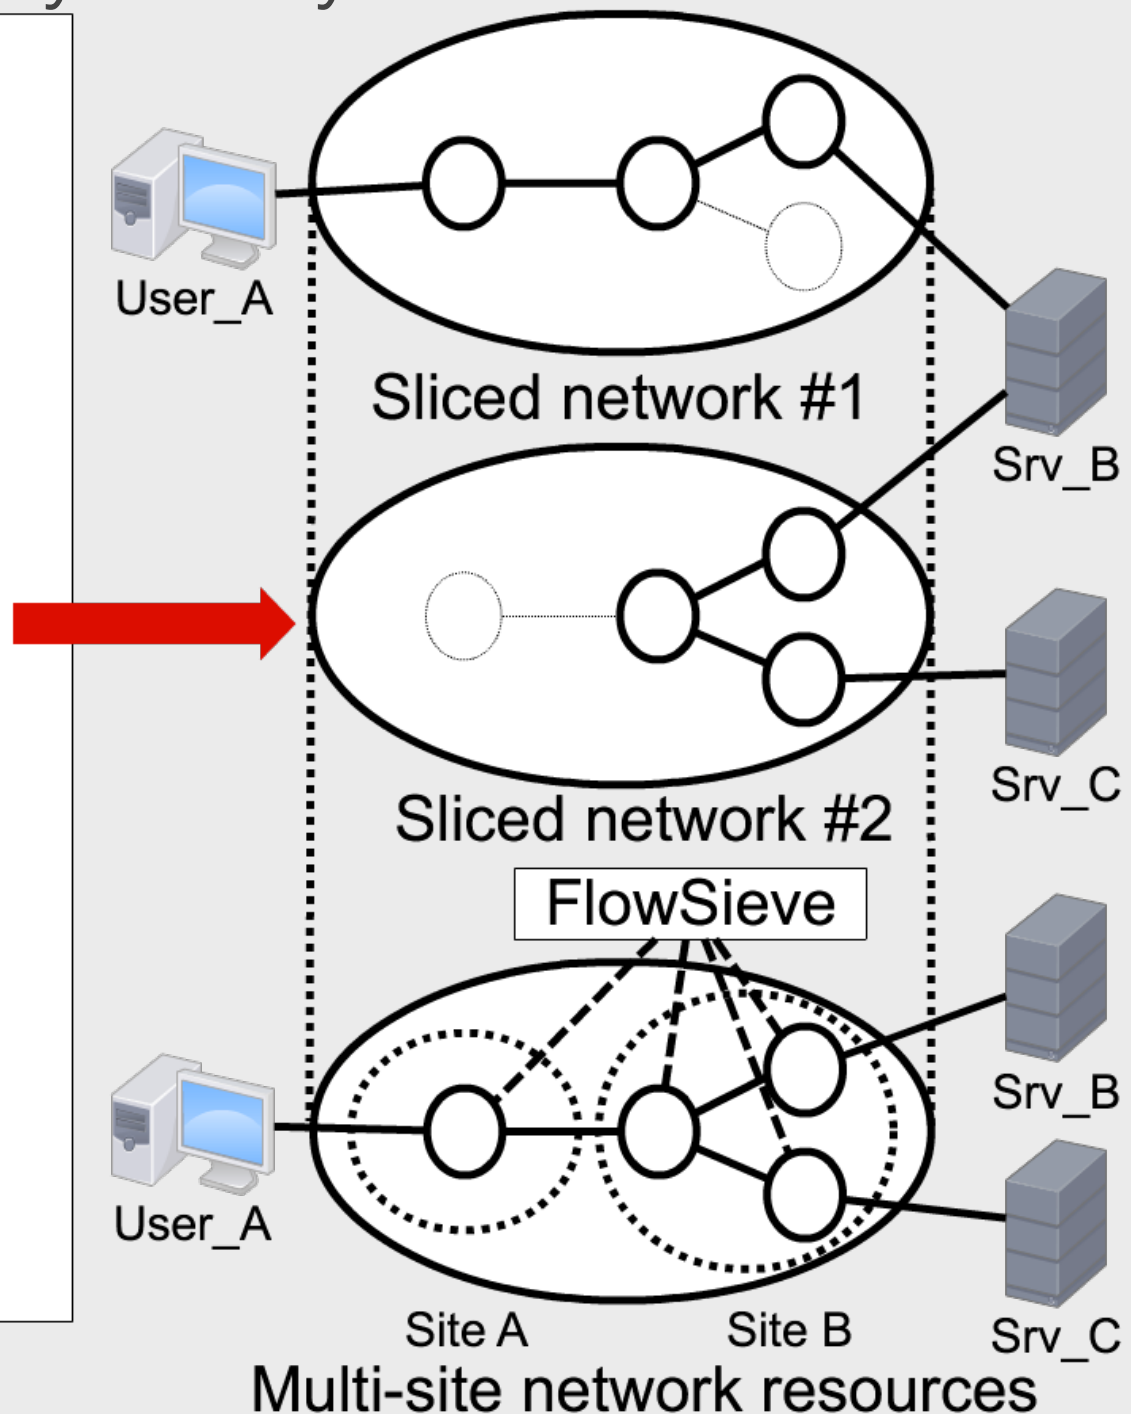 User_A
Sliced network #1
Srv_B
Srv_C
Sliced network #2
FlowSieve
Srv_B
User_A
Site A
Site B
Srv_C
Multi-site network resources